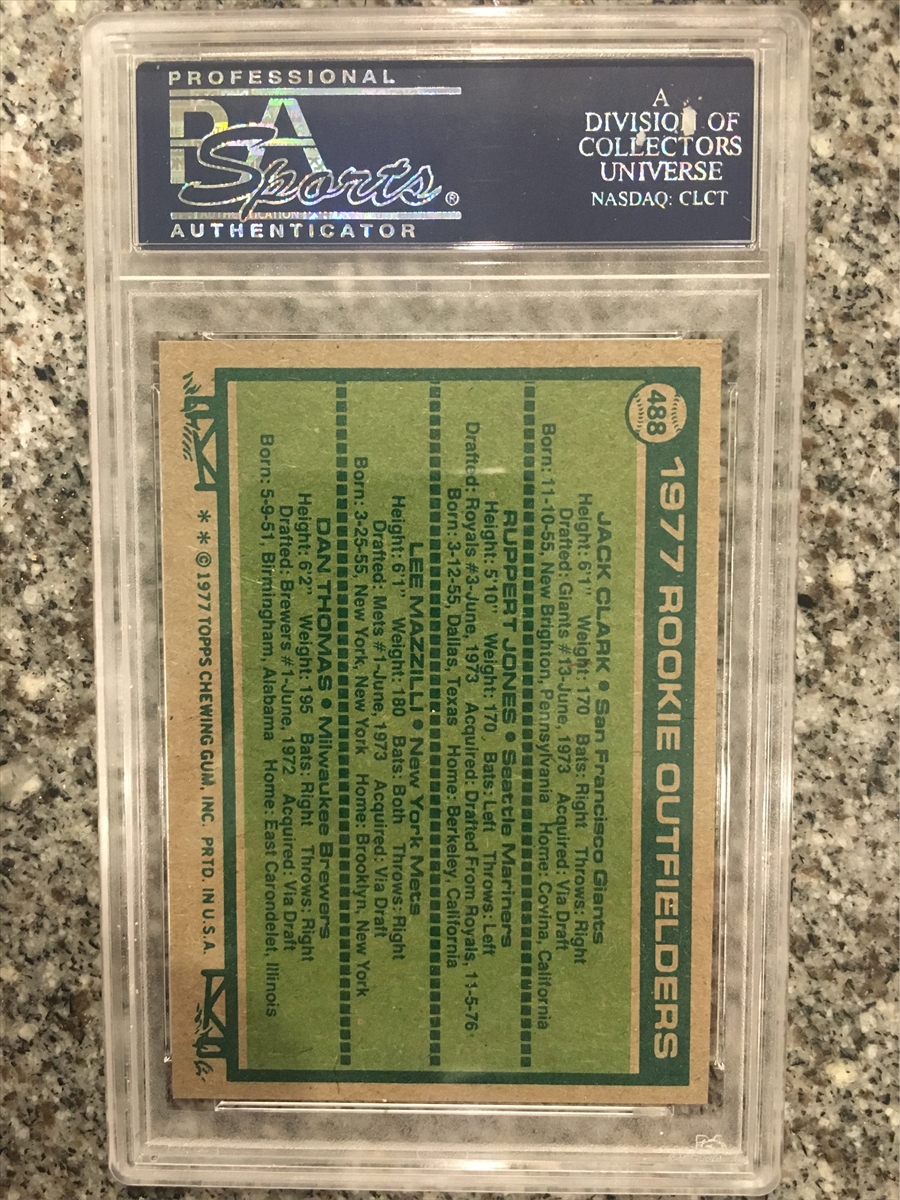 PROFESSIONAL
PSA
Sports®
AUTHENTICATOR
A
DIVISION OF
COLLECTORS
UNIVERSE
NASDAQ: CLCT
488
1977 ROOKIE OUTFIELDERS
JACK CLARK • San Francisco Giants
Height: 6'1" Weight: 170 Bats: Right Throws: Right
Drafted: Giants #13-June, 1973 Acquired: Via Draft
Born: 11-10-55, New Brighton, Pennsylvania Home: Covina, California
RUPPERT JONES • Seattle Mariners
Height: 5'10" Weight: 170 Bats: Left Throws: Left
Drafted: Royals #3-June, 1973 Acquired: Drafted From Royals, 11-5-76
Born: 3-12-55, Dallas, Texas Home: Berkeley, California
LEE MAZZILLI • New York Mets
Height: 6'1" Weight: 180 Bats: Both Throws: Right
Drafted: Mets #1-June, 1973 Acquired: Via Draft
Born: 3-25-55, New York, New York Home: Brooklyn, New York
DAN THOMAS • Milwaukee Brewers
Height: 6'2" Weight: 195 Bats: Right Throws: Right
Drafted: Brewers #1-June, 1972 Acquired: Via Draft
Born: 5-9-51, Birmingham, Alabama Home: East Carondelet, Illinois
* * © 1977 TOPPS CHEWING GUM, INC. PRTD. IN U.S.A.